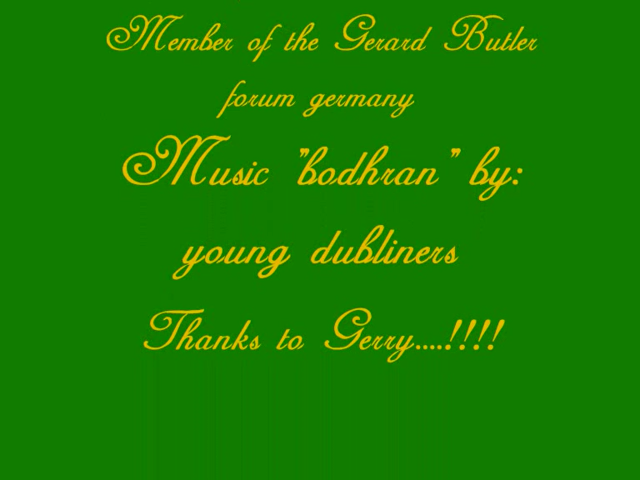 Member of the Gerard Butler
forum germany
Music "bodhran" by:
young dubliners
Thanks to Gerry....!!!!